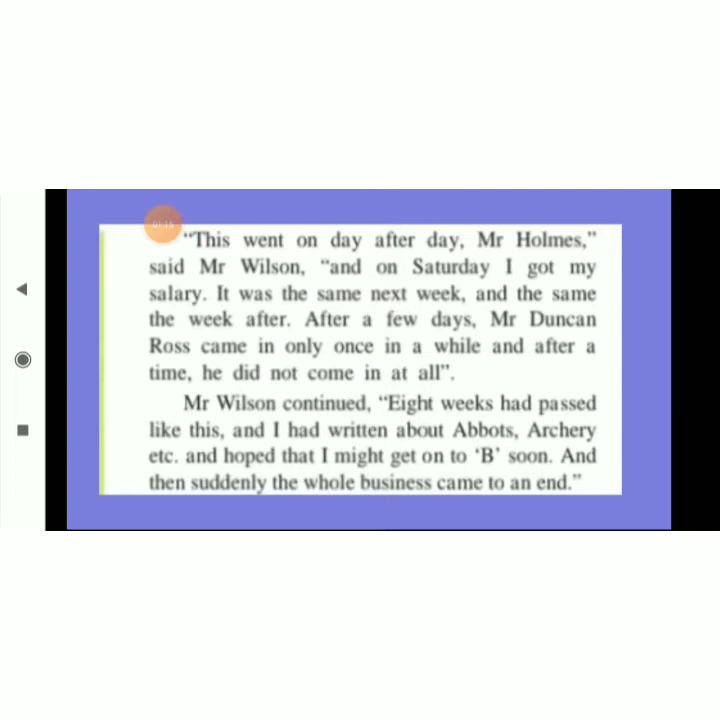 01:15
“This went on day after day, Mr Holmes,”
said Mr Wilson, “and on Saturday I got my
salary. It was the same next week, and the same
the week after. After a few days, Mr Duncan
Ross came in only once in a while and after a
time, he did not come in at all”.
Mr Wilson continued, “Eight weeks had passed
like this, and I had written about Abbots, Archery
etc. and hoped that I might get on to ‘B’ soon. And
then suddenly the whole business came to an end.”